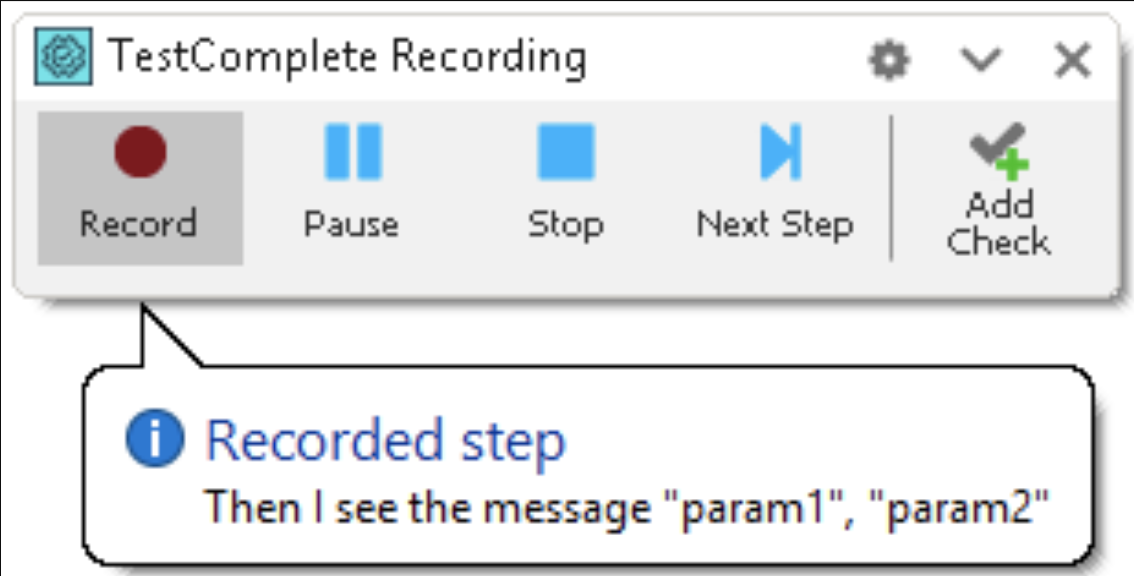 TestComplete Recording
Record
Pause
Stop
Next Step
Add
Check
Recorded step
Then I see the message "param1", "param2"